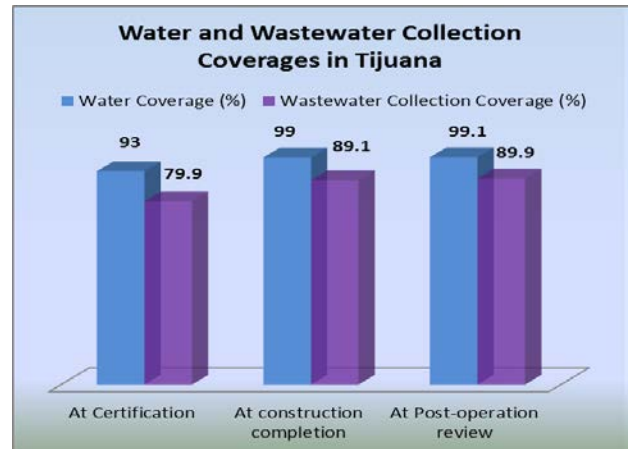 Water and Wastewater Collection
Coverages in Tijuana
Water Coverage (%) Wastewater Collection Coverage (%)
93
79.9
99
89.1
99.1
89.9
At Certification
At construction
completion
At Post-operation
review